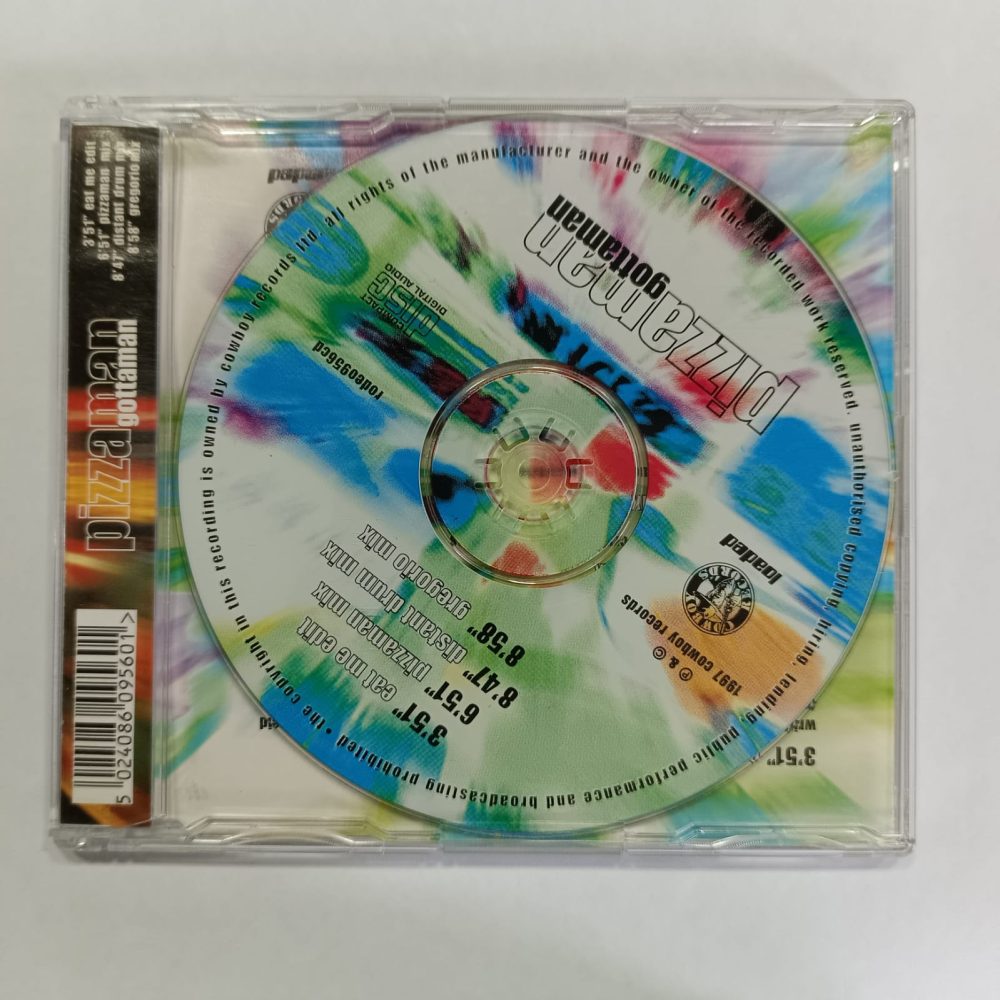 3'51" eat me edit
6'51" pizzaman mix
8'47" distant drum mix
8'58" gregorio mix
pizzaman
gottaman
5 024086 095601 >
pizzaman
gottaman
COMPACT
disc
DIGITAL AUDIO
rodeo956cd
loaded
COWBOY
RECORDS
P & C
1997 cowboy records
3'51" eat me edit
6'51" pizzaman mix
8'47" distant drum mix
8'58" gregorio mix
• the copyright in this recording is owned by cowboy records ltd. all rights of the manufacturer and the owner of the recorded work reserved. unauthorised copying, hiring, lending, public performance and broadcasting prohibited
3'51"